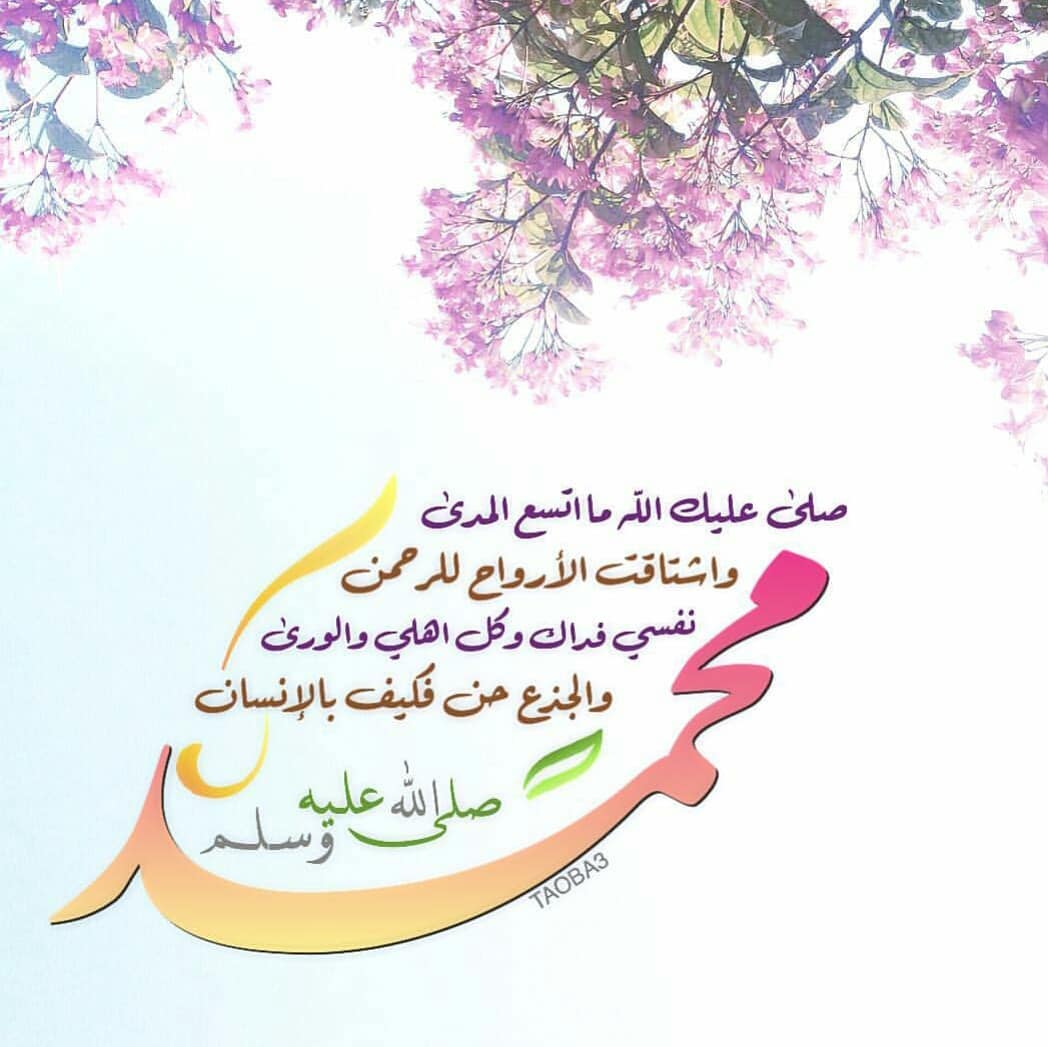 صلىٰ عليك اللّه ما اتسع المدىٰ
واشتاقت الأرواح للرحمن
نفسي فداك وكل اهلي والورىٰ
والجذع حن فكيف بالإنسان
محمد
صلى الله عليه وسلم
TAOBA3